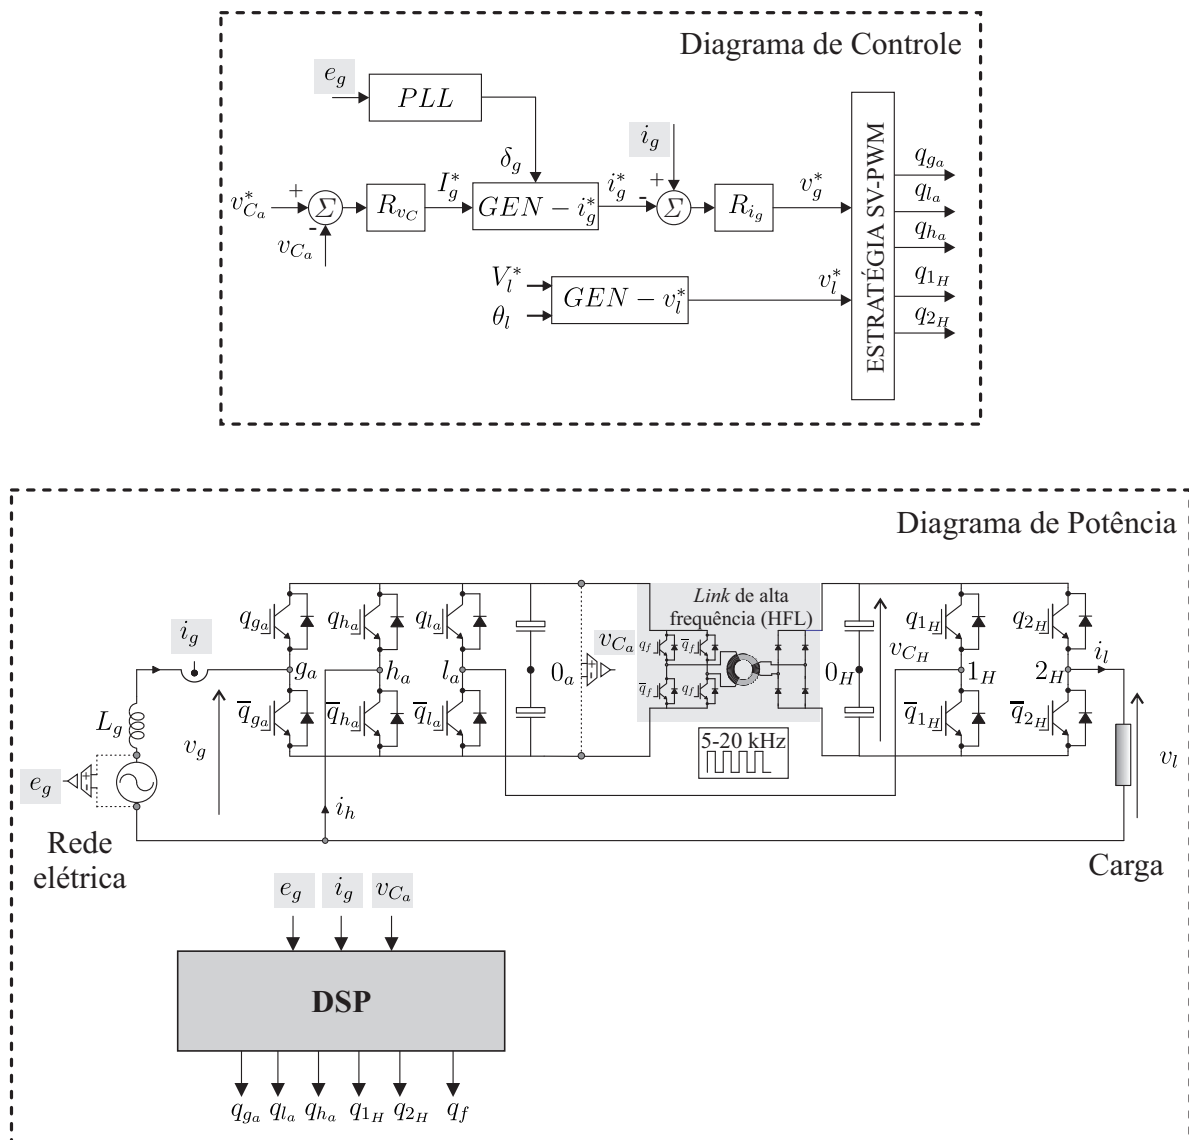 Diagrama de Controle
e_g
PLL
i_g
δ_g
v*_{C_a}
+
Σ
-
v_{C_a}
R_{v_C}
I*_g
GEN − i*_g
i*_g
+
-
Σ
R_{i_g}
v*_g
V*_l
θ_l
GEN − v*_l
v*_l
ESTRATÉGIA SV-PWM
q_{g_a}
q_{l_a}
q_{h_a}
q_{1_H}
q_{2_H}
Diagrama de Potência
Link de alta
frequência (HFL)
q_{g_a}
q_{h_a}
q_{l_a}
i_g
g_a
h_a
l_a
0_a
v_{C_a}
q_f
q̅_f
q̅_f
q_f
5-20 kHz
0_H
v_{C_H}
q_{1_H}
q_{2_H}
1_H
2_H
i_l
q̅_{g_a}
q̅_{h_a}
q̅_{l_a}
q̅_{1_H}
q̅_{2_H}
L_g
v_g
e_g
i_h
v_l
Rede
elétrica
Carga
e_g
i_g
v_{C_a}
DSP
q_{g_a}
q_{l_a}
q_{h_a}
q_{1_H}
q_{2_H}
q_f